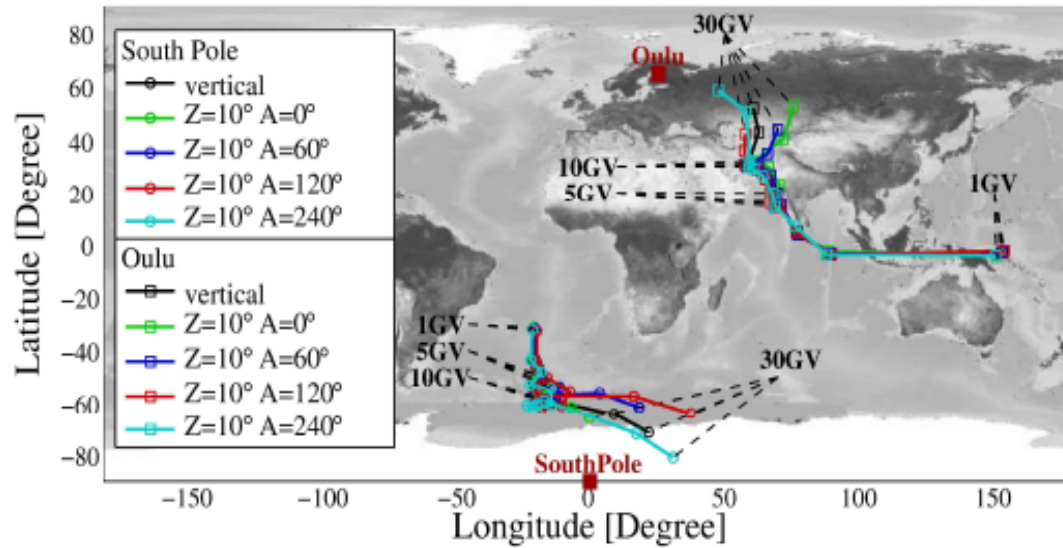 80
60
40
20
0
−20
−40
−60
−80
Latitude [Degree]
South Pole
vertical
Z=10° A=0°
Z=10° A=60°
Z=10° A=120°
Z=10° A=240°
Oulu
vertical
Z=10° A=0°
Z=10° A=60°
Z=10° A=120°
Z=10° A=240°
30GV
Oulu
10GV
5GV
1GV
1GV
5GV
10GV
30GV
SouthPole
−150 −100 −50 0 50 100 150
Longitude [Degree]